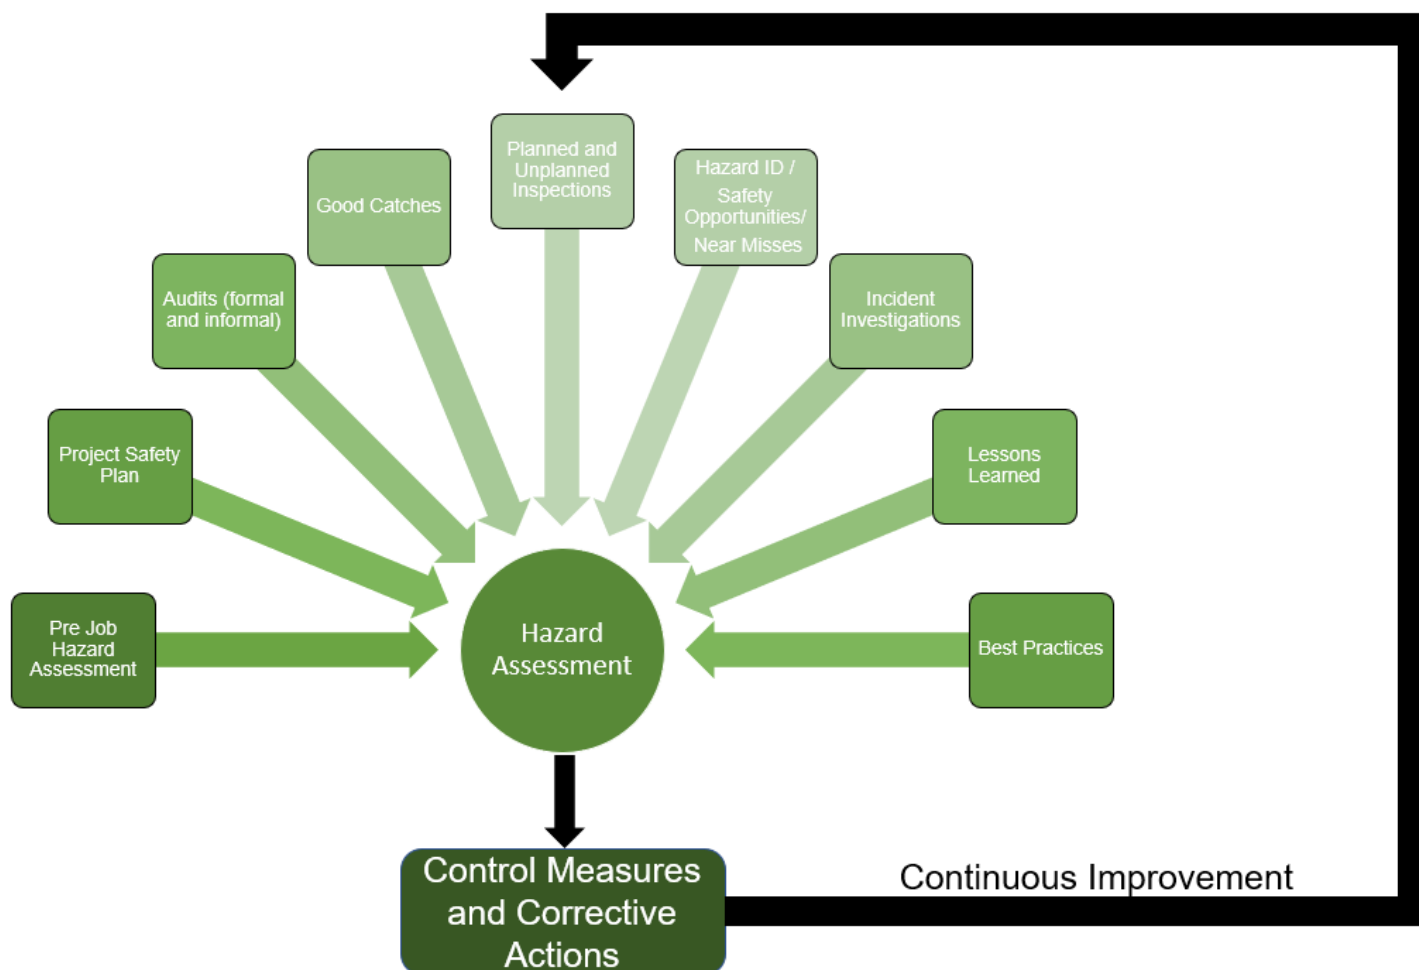 Planned and
Unplanned
Inspections
Good Catches
Hazard ID /
Safety
Opportunities/
Near Misses
Audits (formal
and informal)
Incident
Investigations
Project Safety
Plan
Lessons
Learned
Pre Job
Hazard
Assessment
Hazard
Assessment
Best Practices
Control Measures
and Corrective
Actions
Continuous Improvement